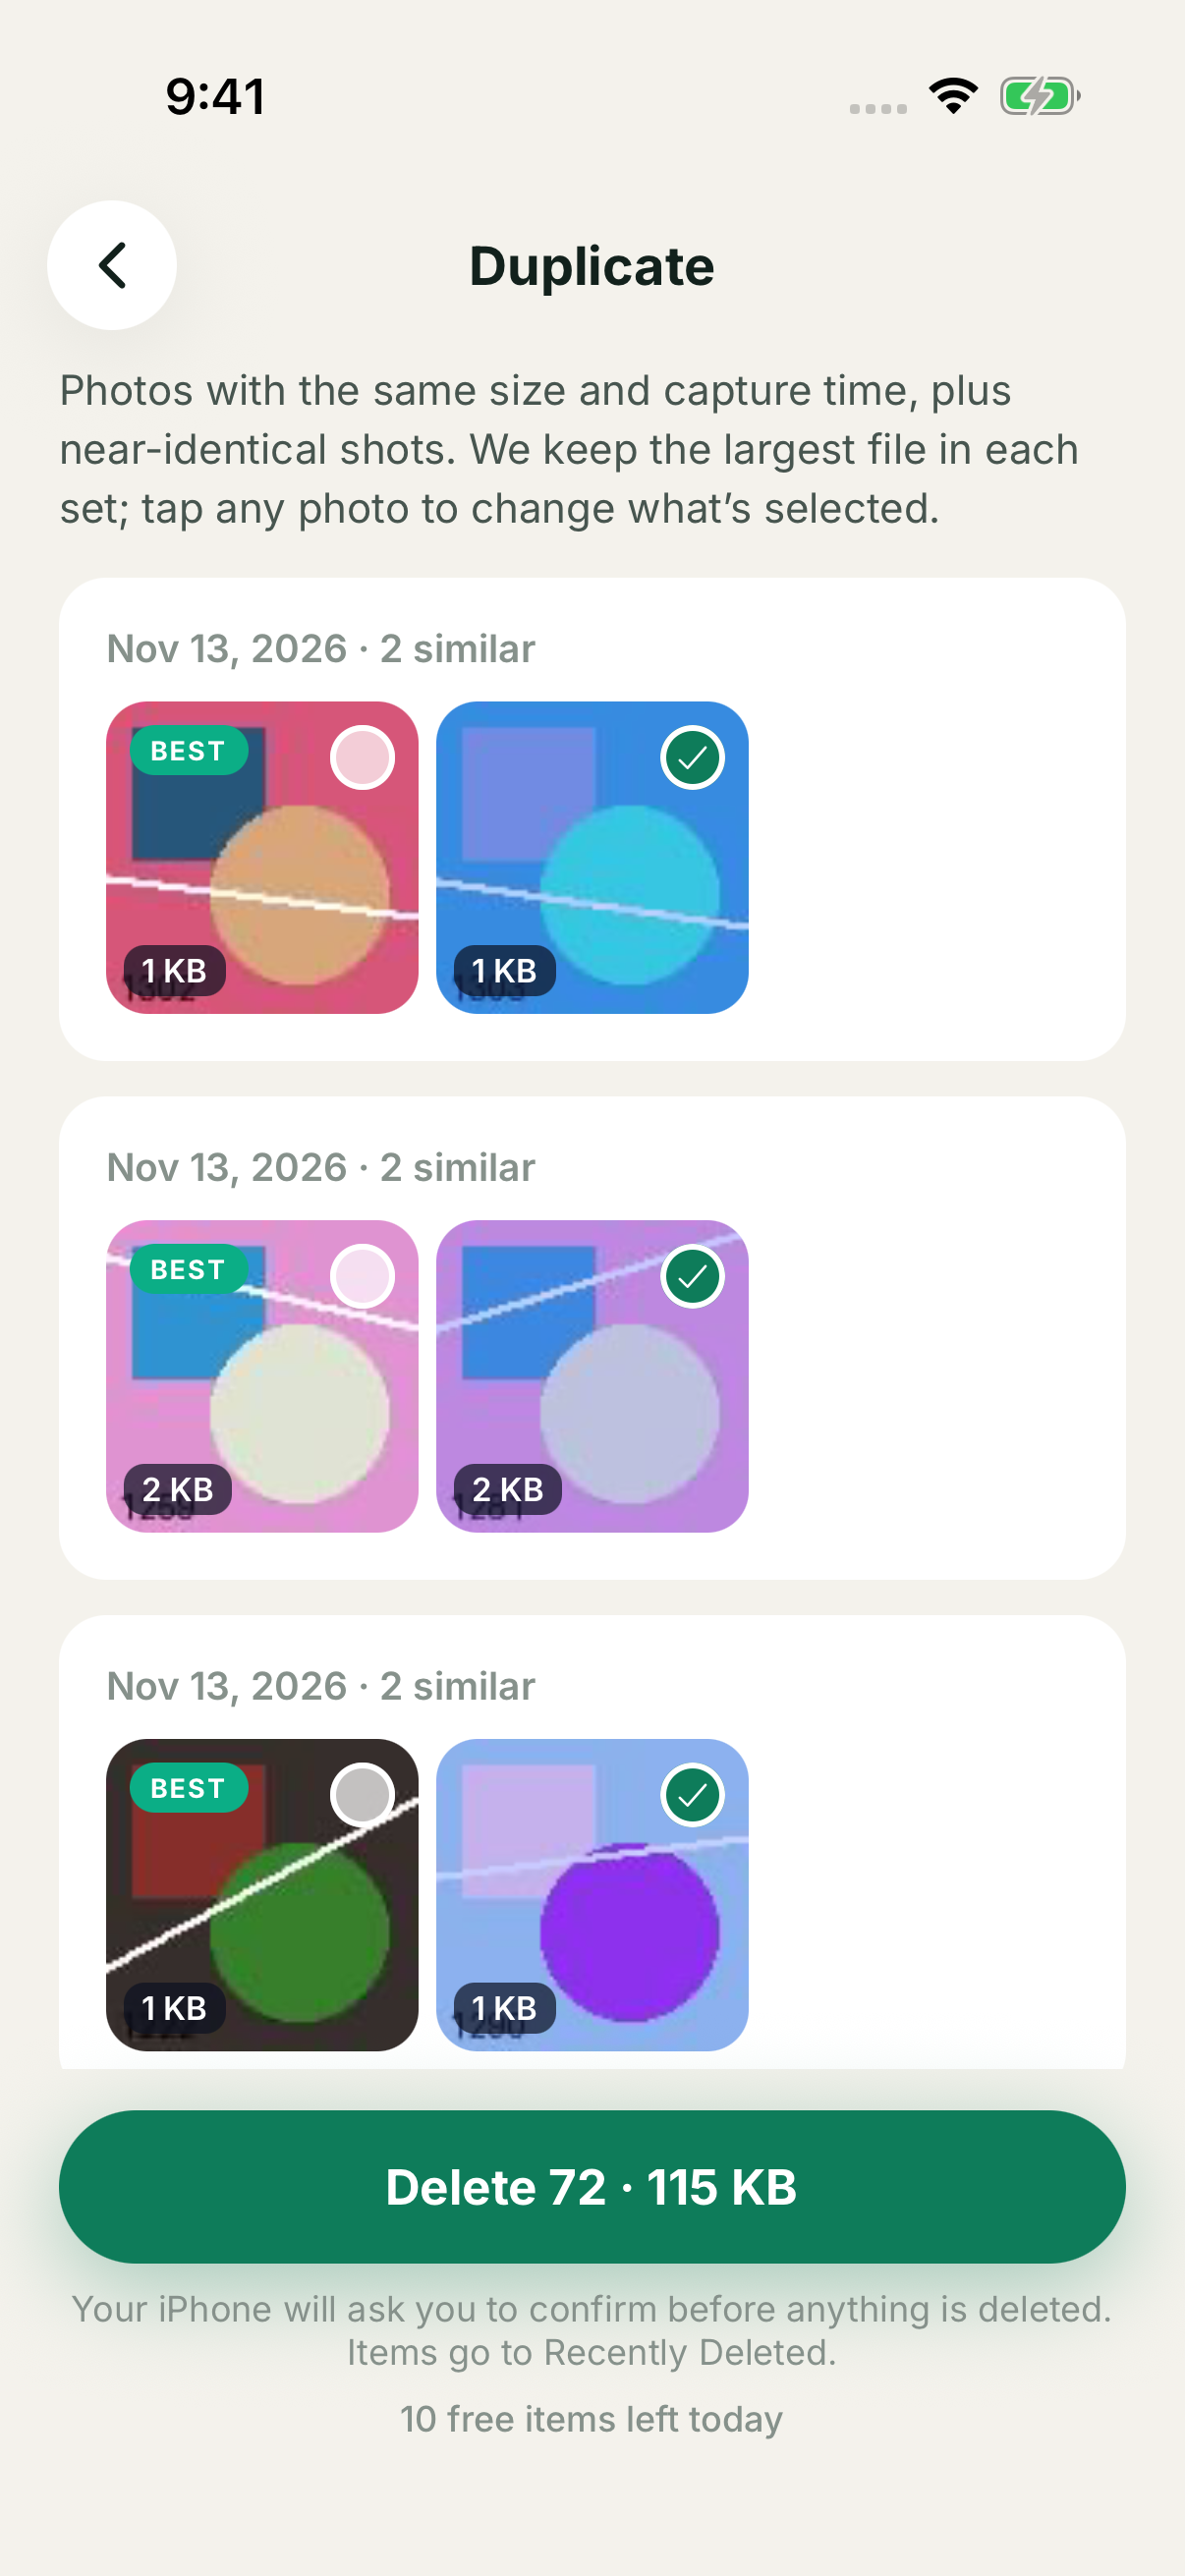 9:41
Duplicate
Photos with the same size and capture time, plus
near-identical shots. We keep the largest file in each
set; tap any photo to change what’s selected.
Nov 13, 2026 · 2 similar
BEST
1 KB
1 KB
Nov 13, 2026 · 2 similar
BEST
2 KB
2 KB
Nov 13, 2026 · 2 similar
BEST
1 KB
1 KB
Delete 72 · 115 KB
Your iPhone will ask you to confirm before anything is deleted.
Items go to Recently Deleted.
10 free items left today